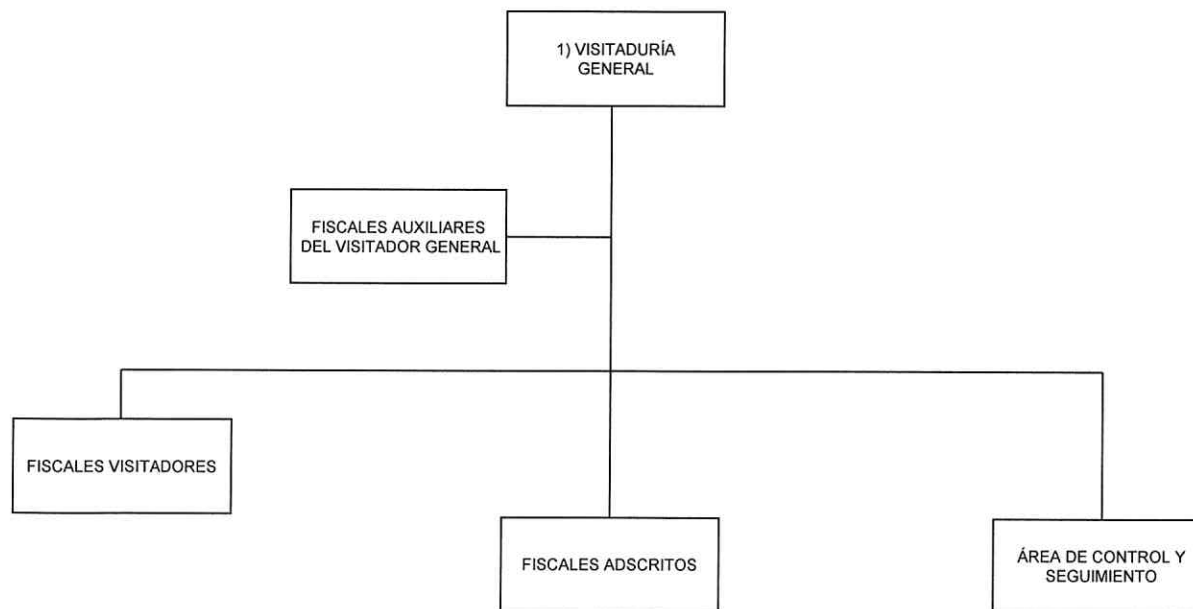 1) VISITADURÍA
GENERAL
FISCALES AUXILIARES
DEL VISITADOR GENERAL
FISCALES VISITADORES
FISCALES ADSCRITOS
ÁREA DE CONTROL Y
SEGUIMIENTO